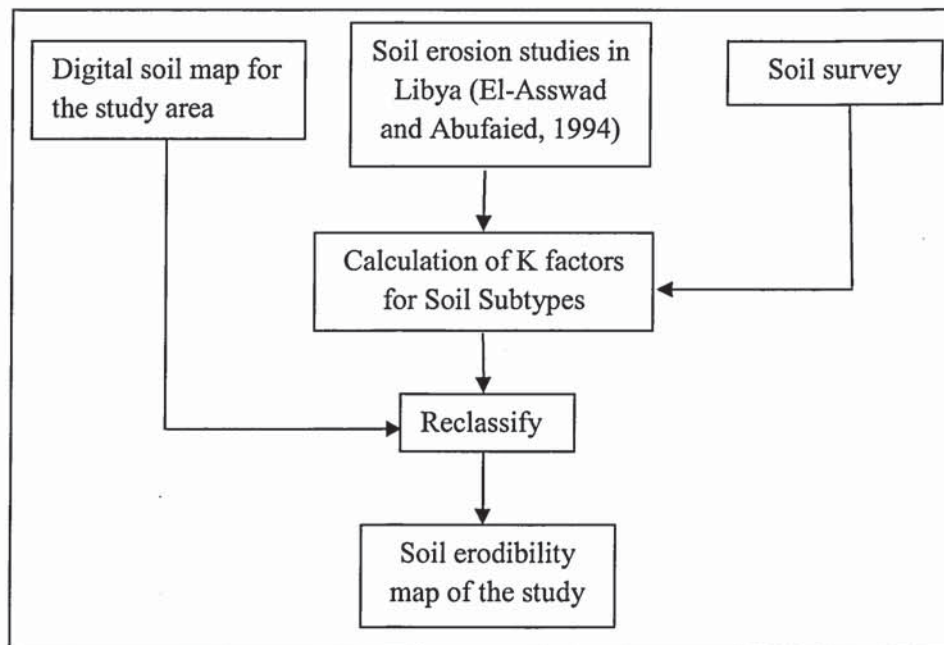 Digital soil map for
the study area
Soil erosion studies in
Libya (El-Asswad
and Abufaied, 1994)
Soil survey
Calculation of K factors
for Soil Subtypes
Reclassify
Soil erodibility
map of the study